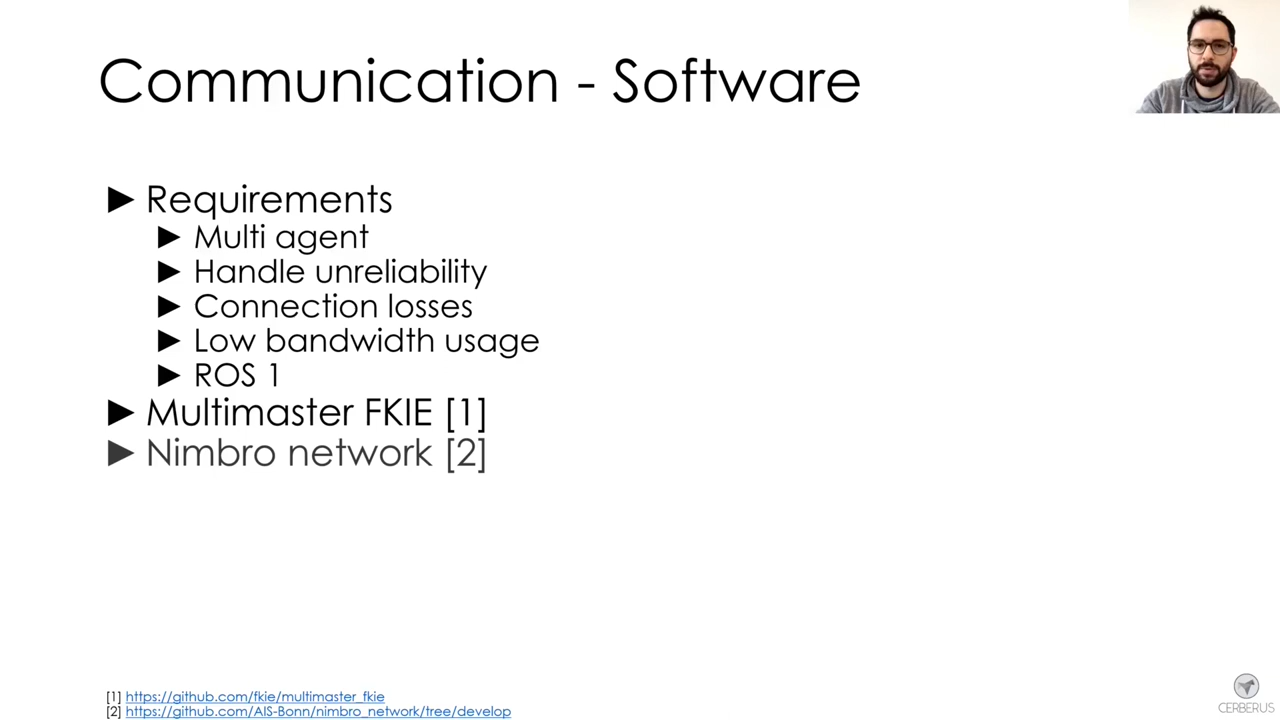 Communication - Software
► Requirements
► Multi agent
► Handle unreliability
► Connection losses
► Low bandwidth usage
► ROS 1
► Multimaster FKIE [1]
► Nimbro network [2]
[1] https://github.com/fkie/multimaster_fkie
[2] https://github.com/AIS-Bonn/nimbro_network/tree/develop
CERBERUS